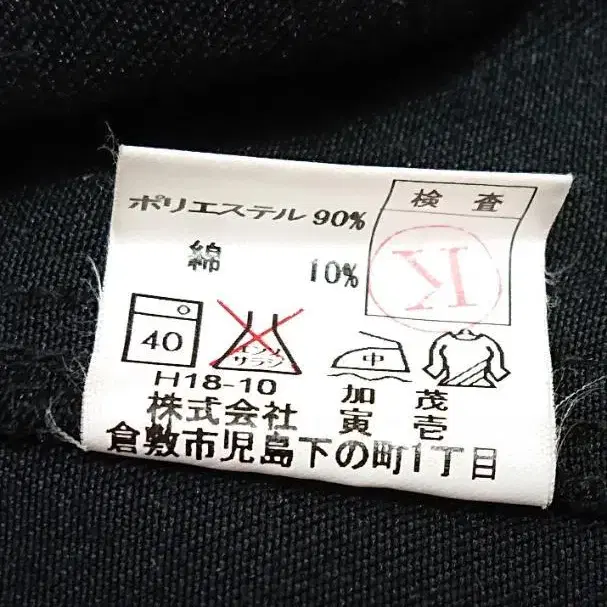 ポリエステル 90%
綿 10%
検査
K
40
エンソ
サラシ
中
H18-10
株式会社 加茂
寅壱
倉敷市児島下の町1丁目